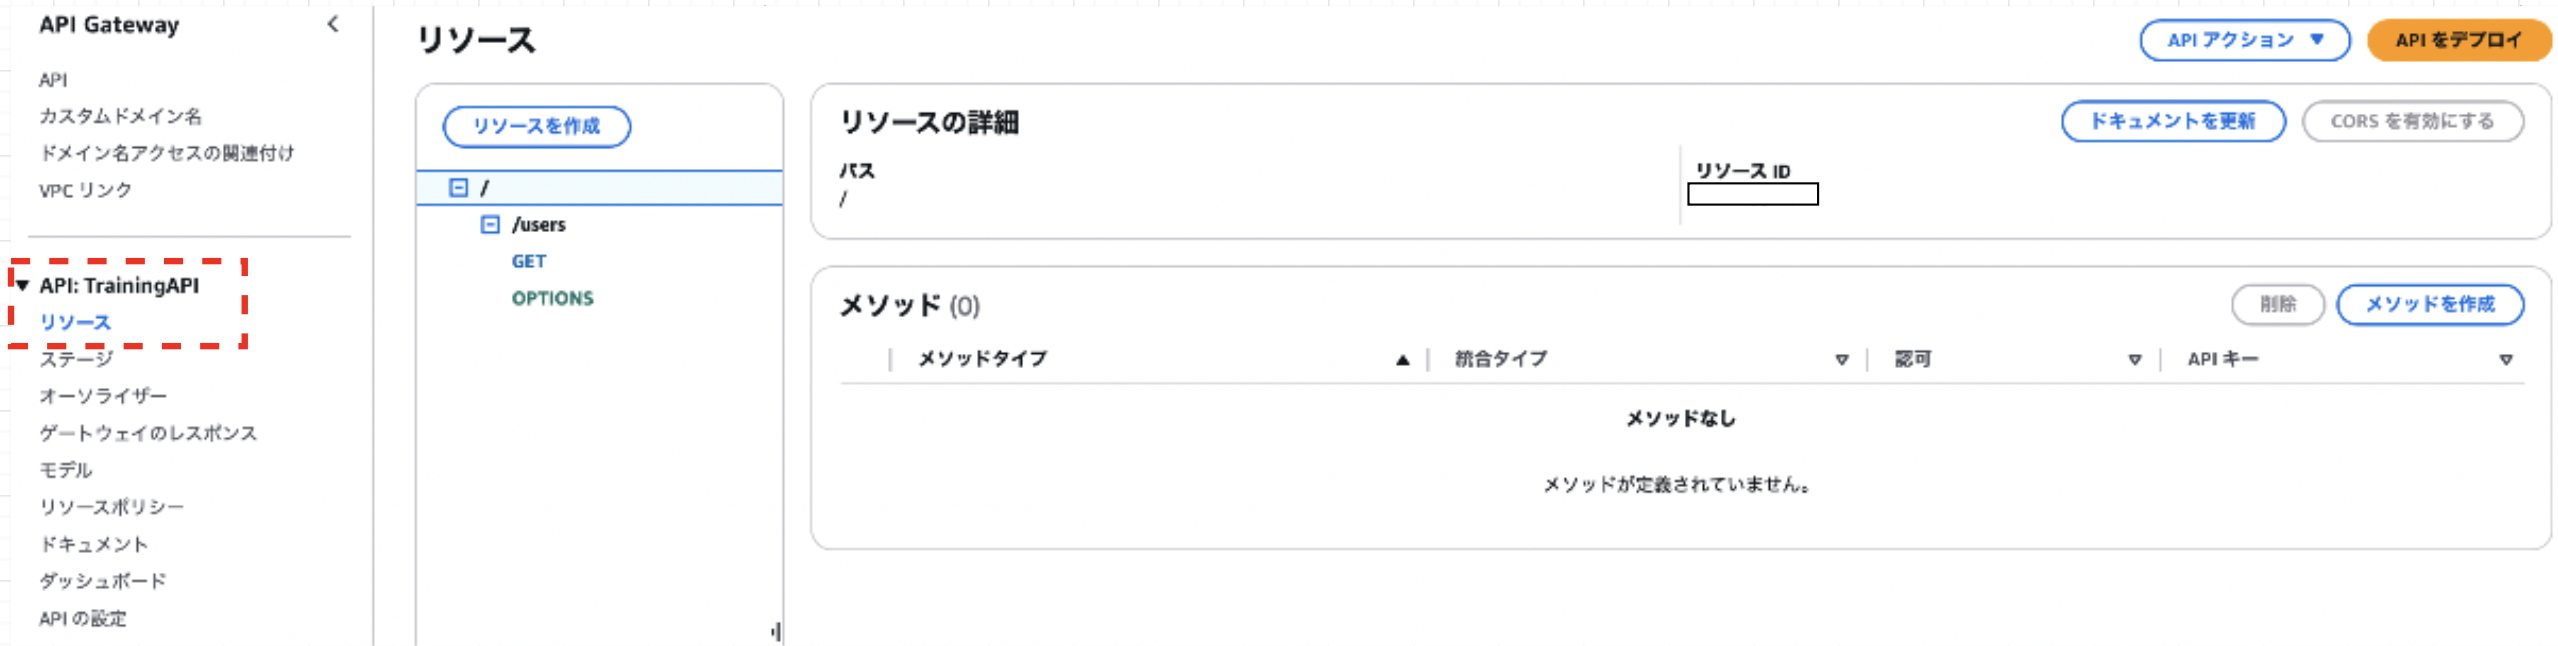 API Gateway
API
カスタムドメイン名
ドメイン名アクセスの関連付け
VPC リンク
API: TrainingAPI
リソース
ステージ
オーソライザー
ゲートウェイのレスポンス
モデル
リソースポリシー
ドキュメント
ダッシュボード
API の設定
リソース
API アクション
API をデプロイ
リソースを作成
/
/users
GET
OPTIONS
リソースの詳細
ドキュメントを更新
CORS を有効にする
パス
/
リソース ID
メソッド (0)
削除
メソッドを作成
メソッドタイプ
統合タイプ
認可
API キー
メソッドなし
メソッドが定義されていません。